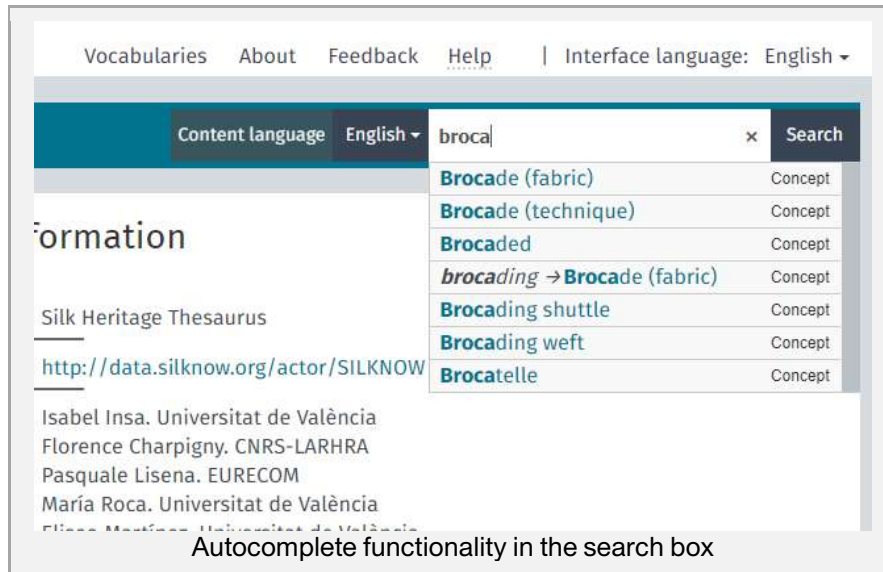 Vocabularies About Feedback Help | Interface language: English
Content language English broca × Search
Brocade (fabric) Concept
Brocade (technique) Concept
Brocaded Concept
brocading → Brocade (fabric) Concept
Brocading shuttle Concept
Brocading weft Concept
Brocatelle Concept
formation
Silk Heritage Thesaurus
http://data.silknow.org/actor/SILKNOW
Isabel Insa. Universitat de València
Florence Charpigny. CNRS-LARHRA
Pasquale Lisena. EURECOM
María Roca. Universitat de València
Autocomplete functionality in the search box